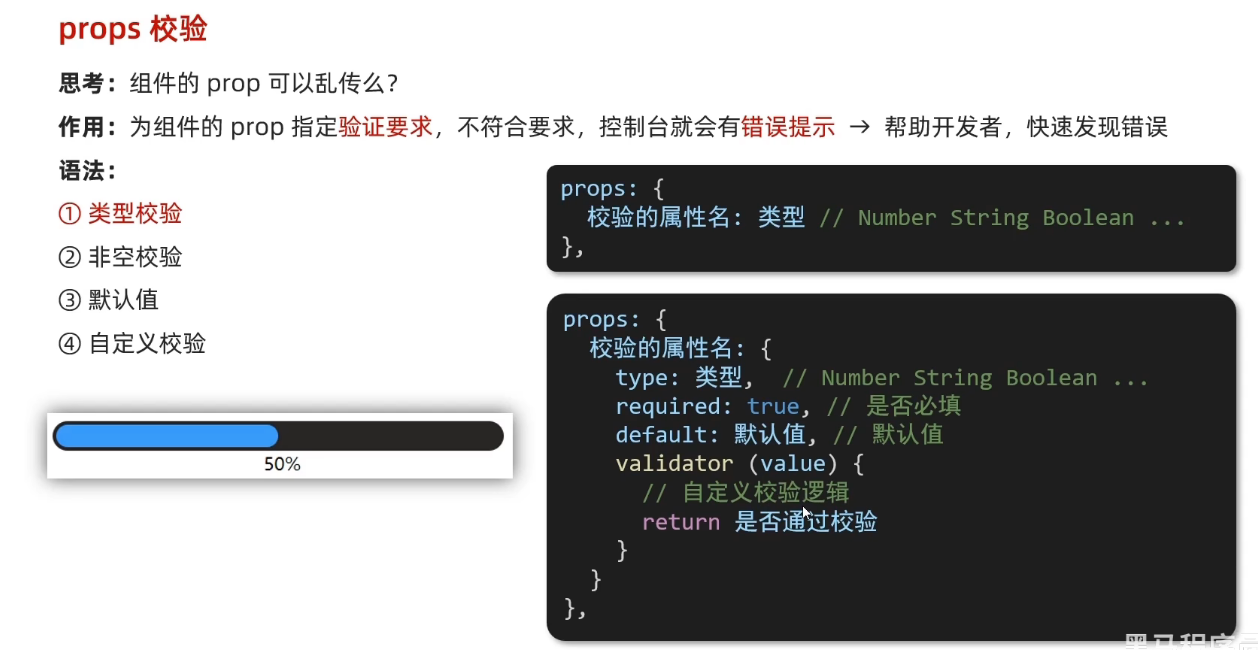 props 校验
思考：组件的 prop 可以乱传么？
作用：为组件的 prop 指定验证要求，不符合要求，控制台就会有错误提示 → 帮助开发者，快速发现错误
语法：
① 类型校验
② 非空校验
③ 默认值
④ 自定义校验
50%
props: {
校验的属性名: 类型 // Number String Boolean ...
},
props: {
校验的属性名: {
type: 类型, // Number String Boolean ...
required: true, // 是否必填
default: 默认值, // 默认值
validator (value) {
// 自定义校验逻辑
return 是否通过校验
}
}
},
黑马程序员